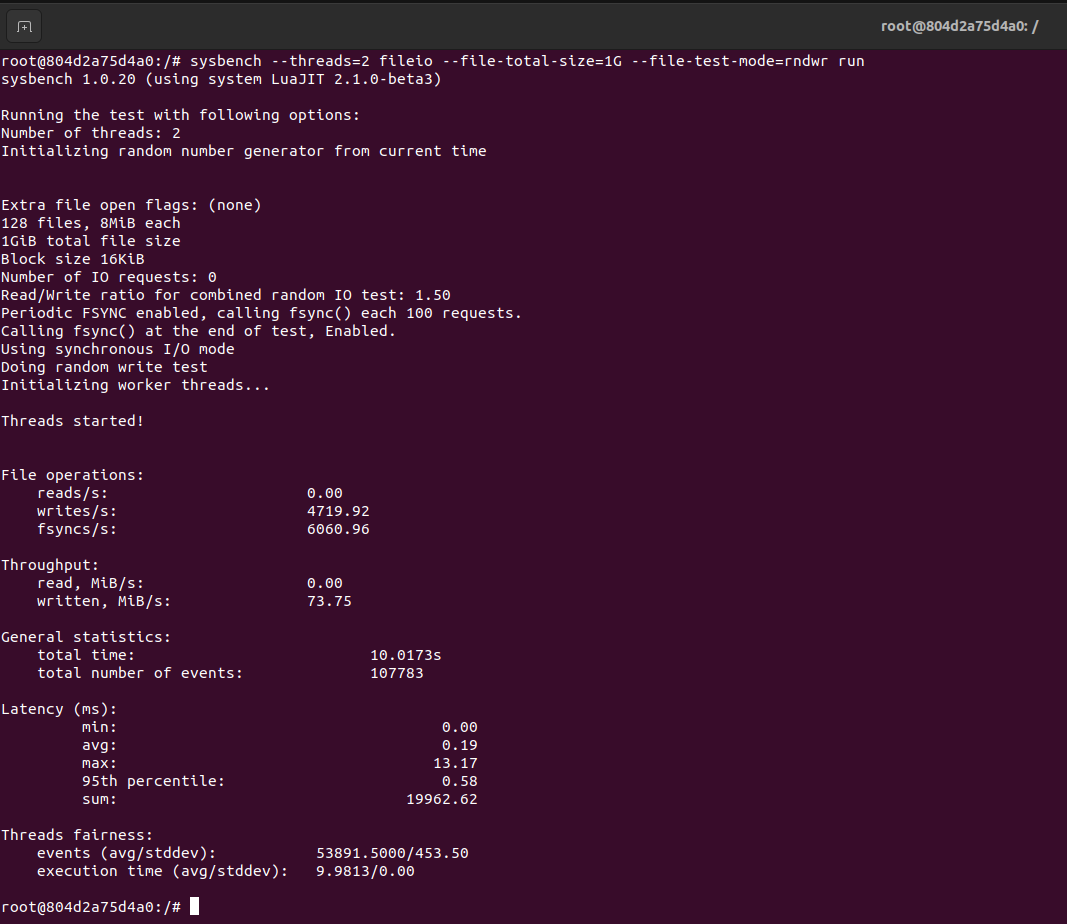 root@804d2a75d4a0: /
root@804d2a75d4a0:/# sysbench --threads=2 fileio --file-total-size=1G --file-test-mode=rndwr run
sysbench 1.0.20 (using system LuaJIT 2.1.0-beta3)
Running the test with following options:
Number of threads: 2
Initializing random number generator from current time
Extra file open flags: (none)
128 files, 8MiB each
1GiB total file size
Block size 16KiB
Number of IO requests: 0
Read/Write ratio for combined random IO test: 1.50
Periodic FSYNC enabled, calling fsync() each 100 requests.
Calling fsync() at the end of test, Enabled.
Using synchronous I/O mode
Doing random write test
Initializing worker threads...
Threads started!
File operations:
    reads/s:                      0.00
    writes/s:                     4719.92
    fsyncs/s:                     6060.96
Throughput:
    read, MiB/s:                  0.00
    written, MiB/s:               73.75
General statistics:
    total time:                          10.0173s
    total number of events:              107783
Latency (ms):
         min:                                    0.00
         avg:                                    0.19
         max:                                   13.17
         95th percentile:                        0.58
         sum:                                19962.62
Threads fairness:
    events (avg/stddev):           53891.5000/453.50
    execution time (avg/stddev):   9.9813/0.00
root@804d2a75d4a0:/#